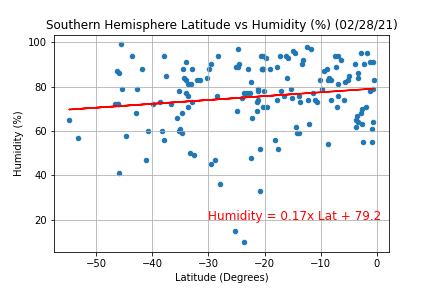 Southern Hemisphere Latitude vs Humidity (%) (02/28/21)
100
80
60
40
20
Humidity (%)
Humidity = 0.17x Lat + 79.2
−50
−40
−30
−20
−10
0
Latitude (Degrees)